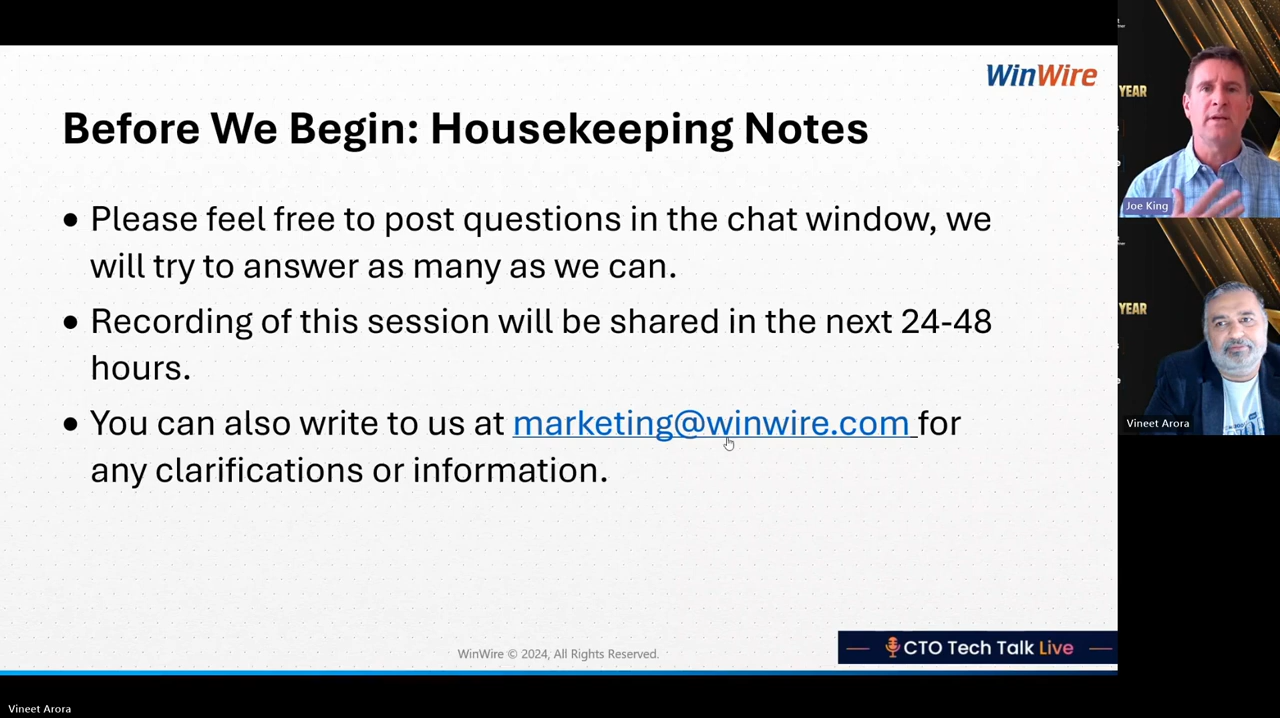 WinWire
Before We Begin: Housekeeping Notes
• Please feel free to post questions in the chat window, we
will try to answer as many as we can.
• Recording of this session will be shared in the next 24-48
hours.
• You can also write to us at marketing@winwire.com for
any clarifications or information.
WinWire © 2024, All Rights Reserved.
CTO Tech Talk Live
YEAR
Joe King
YEAR
Vineet Arora
Vineet Arora